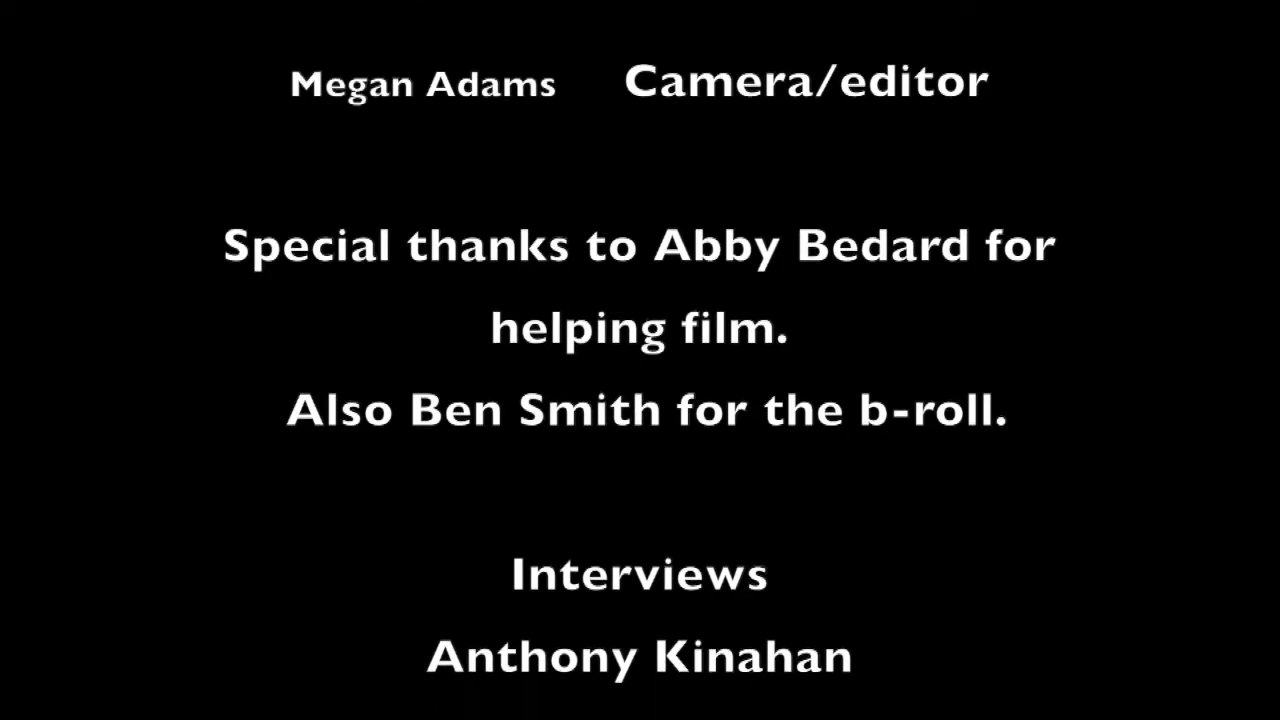 Megan Adams Camera/editor
Special thanks to Abby Bedard for
helping film.
Also Ben Smith for the b-roll.
Interviews
Anthony Kinahan